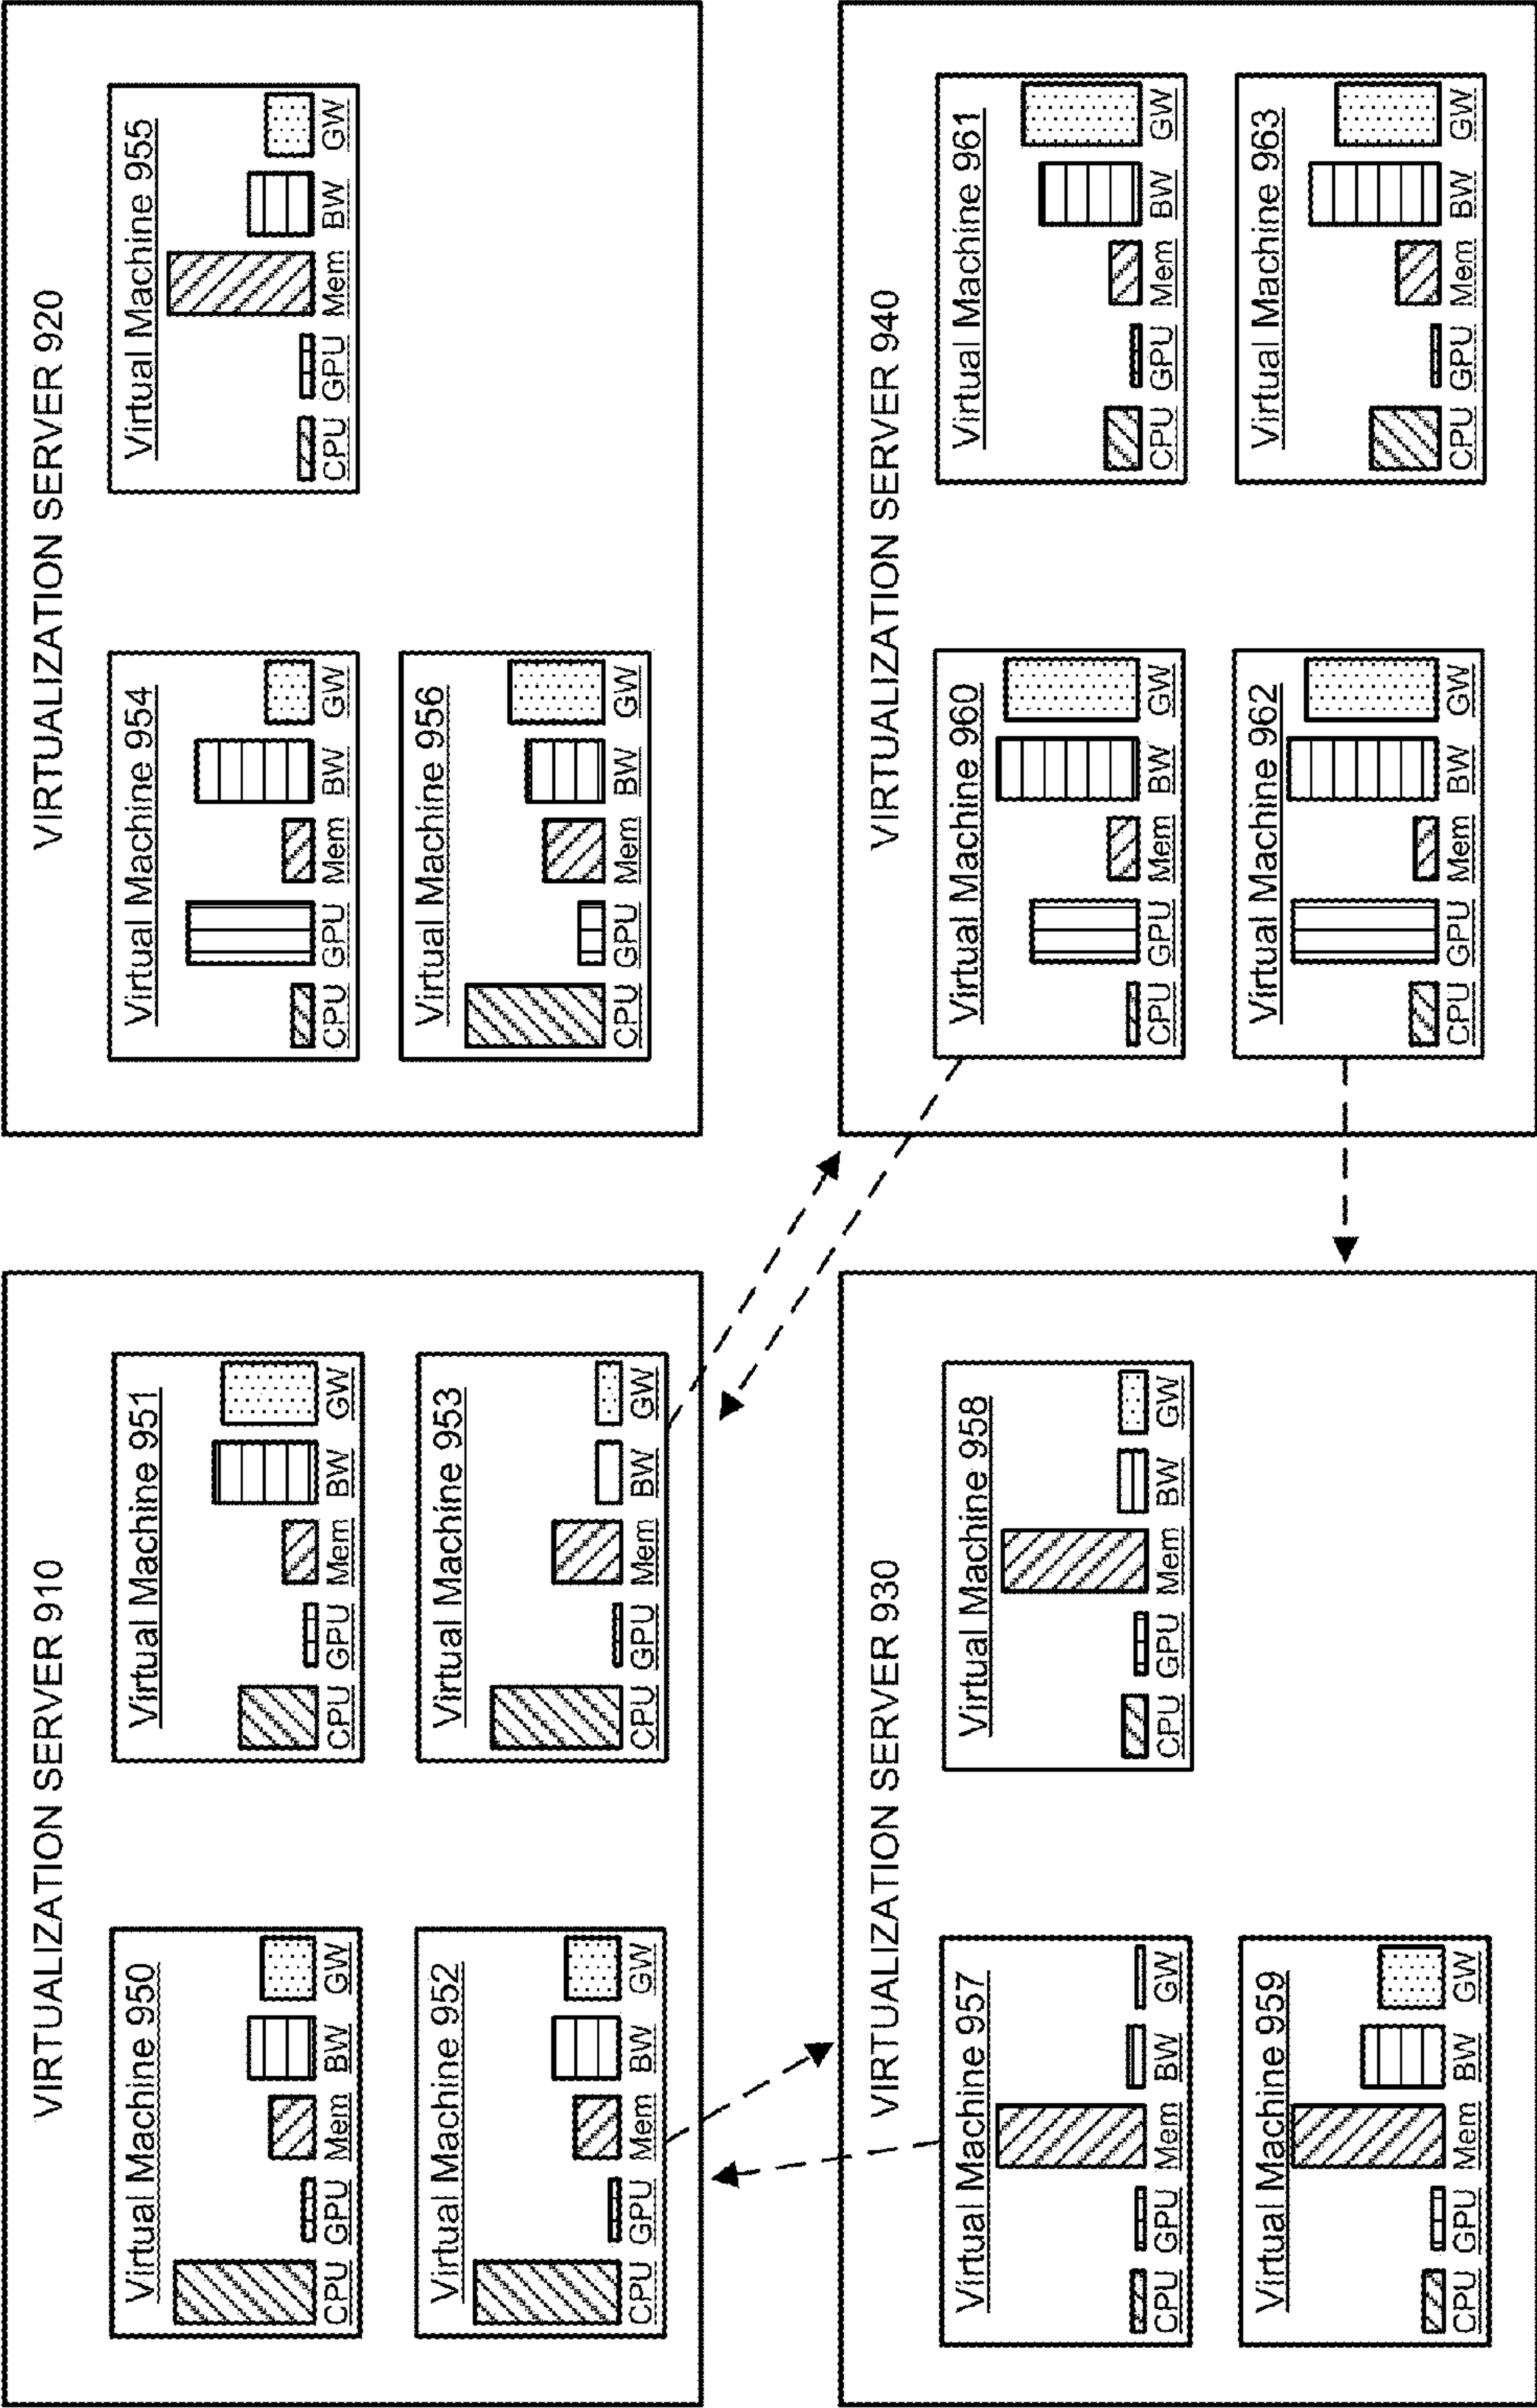 VIRTUALIZATION SERVER 910
Virtual Machine 950
CPU GPU Mem BW GW
Virtual Machine 951
CPU GPU Mem BW GW
Virtual Machine 952
CPU GPU Mem BW GW
Virtual Machine 953
CPU GPU Mem BW GW
VIRTUALIZATION SERVER 920
Virtual Machine 954
CPU GPU Mem BW GW
Virtual Machine 955
CPU GPU Mem BW GW
Virtual Machine 956
CPU GPU Mem BW GW
VIRTUALIZATION SERVER 930
Virtual Machine 957
CPU GPU Mem BW GW
Virtual Machine 958
CPU GPU Mem BW GW
Virtual Machine 959
CPU GPU Mem BW GW
VIRTUALIZATION SERVER 940
Virtual Machine 960
CPU GPU Mem BW GW
Virtual Machine 961
CPU GPU Mem BW GW
Virtual Machine 962
CPU GPU Mem BW GW
Virtual Machine 963
CPU GPU Mem BW GW